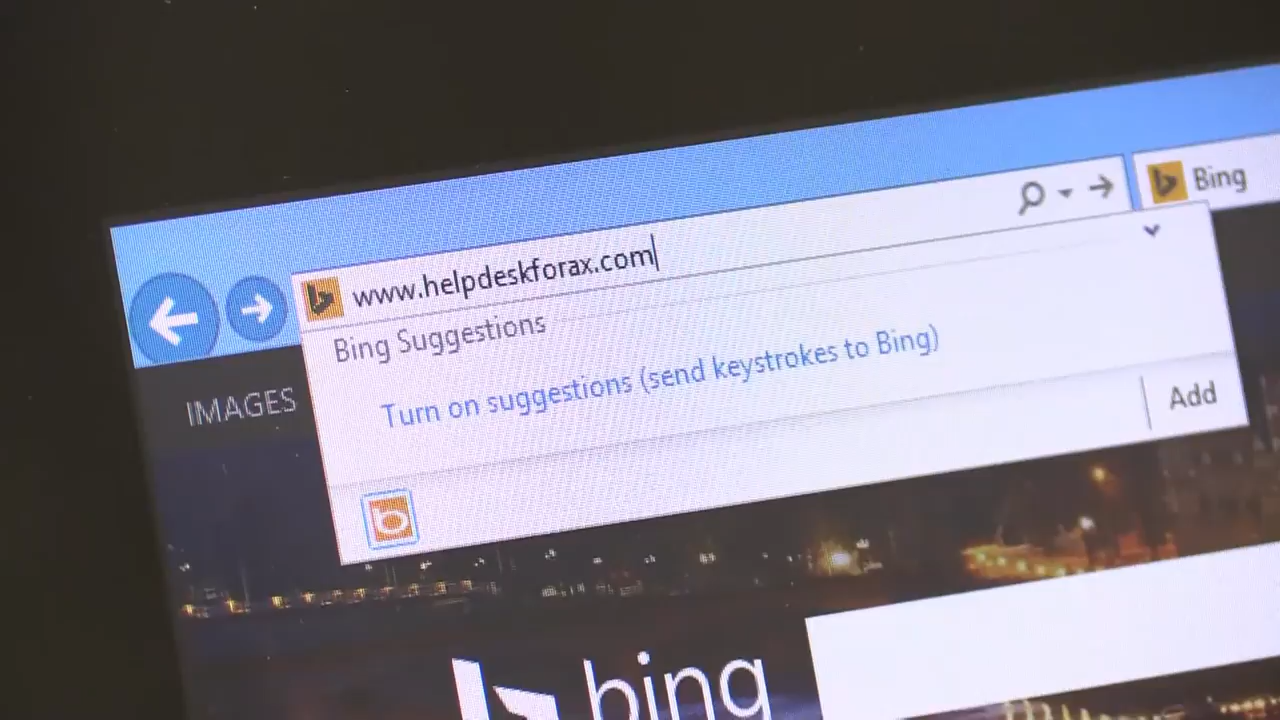 www.helpdeskforax.com
Bing
Bing Suggestions
Turn on suggestions (send keystrokes to Bing)
Add
IMAGES
bing